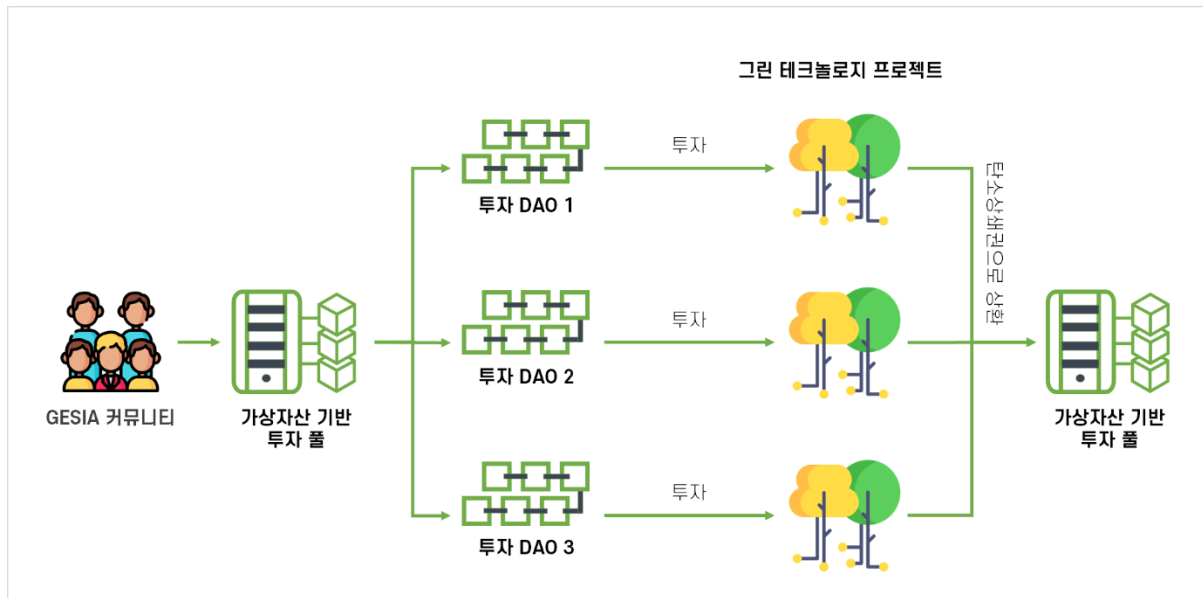 그린 테크놀로지 프로젝트
투자
투자 DAO 1
탄소상쇄권으로 상환
투자
투자 DAO 2
GESIA 커뮤니티
가상자산 기반
투자 풀
가상자산 기반
투자 풀
투자
투자 DAO 3